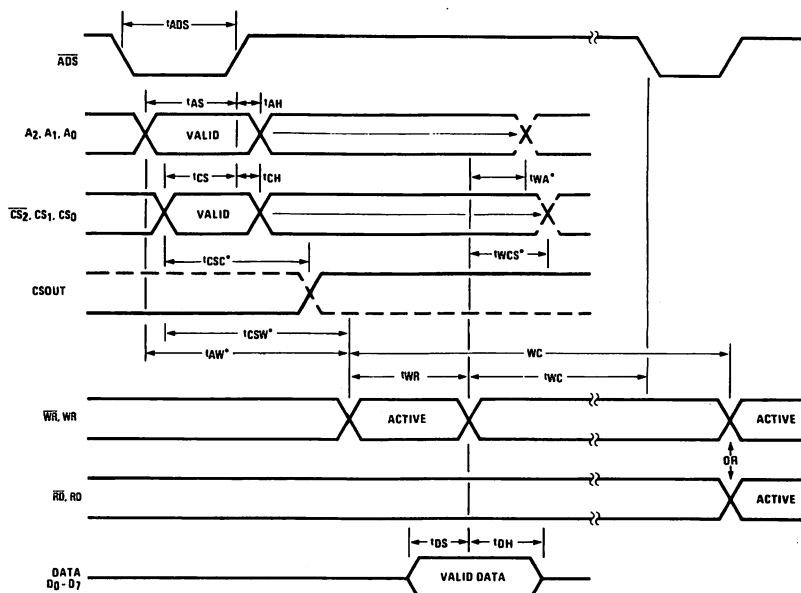 tADS
ADS
tAS tAH
A2, A1, A0 VALID
tWA*
tCS tCH
CS2, CS1, CS0 VALID
tWCS*
tCSC*
CSOUT
tCSW*
tAW* WC
tWR tWC
WR, WR ACTIVE ACTIVE
OR
RD, RD ACTIVE
tDS tDH
DATA
D0 - D7 VALID DATA